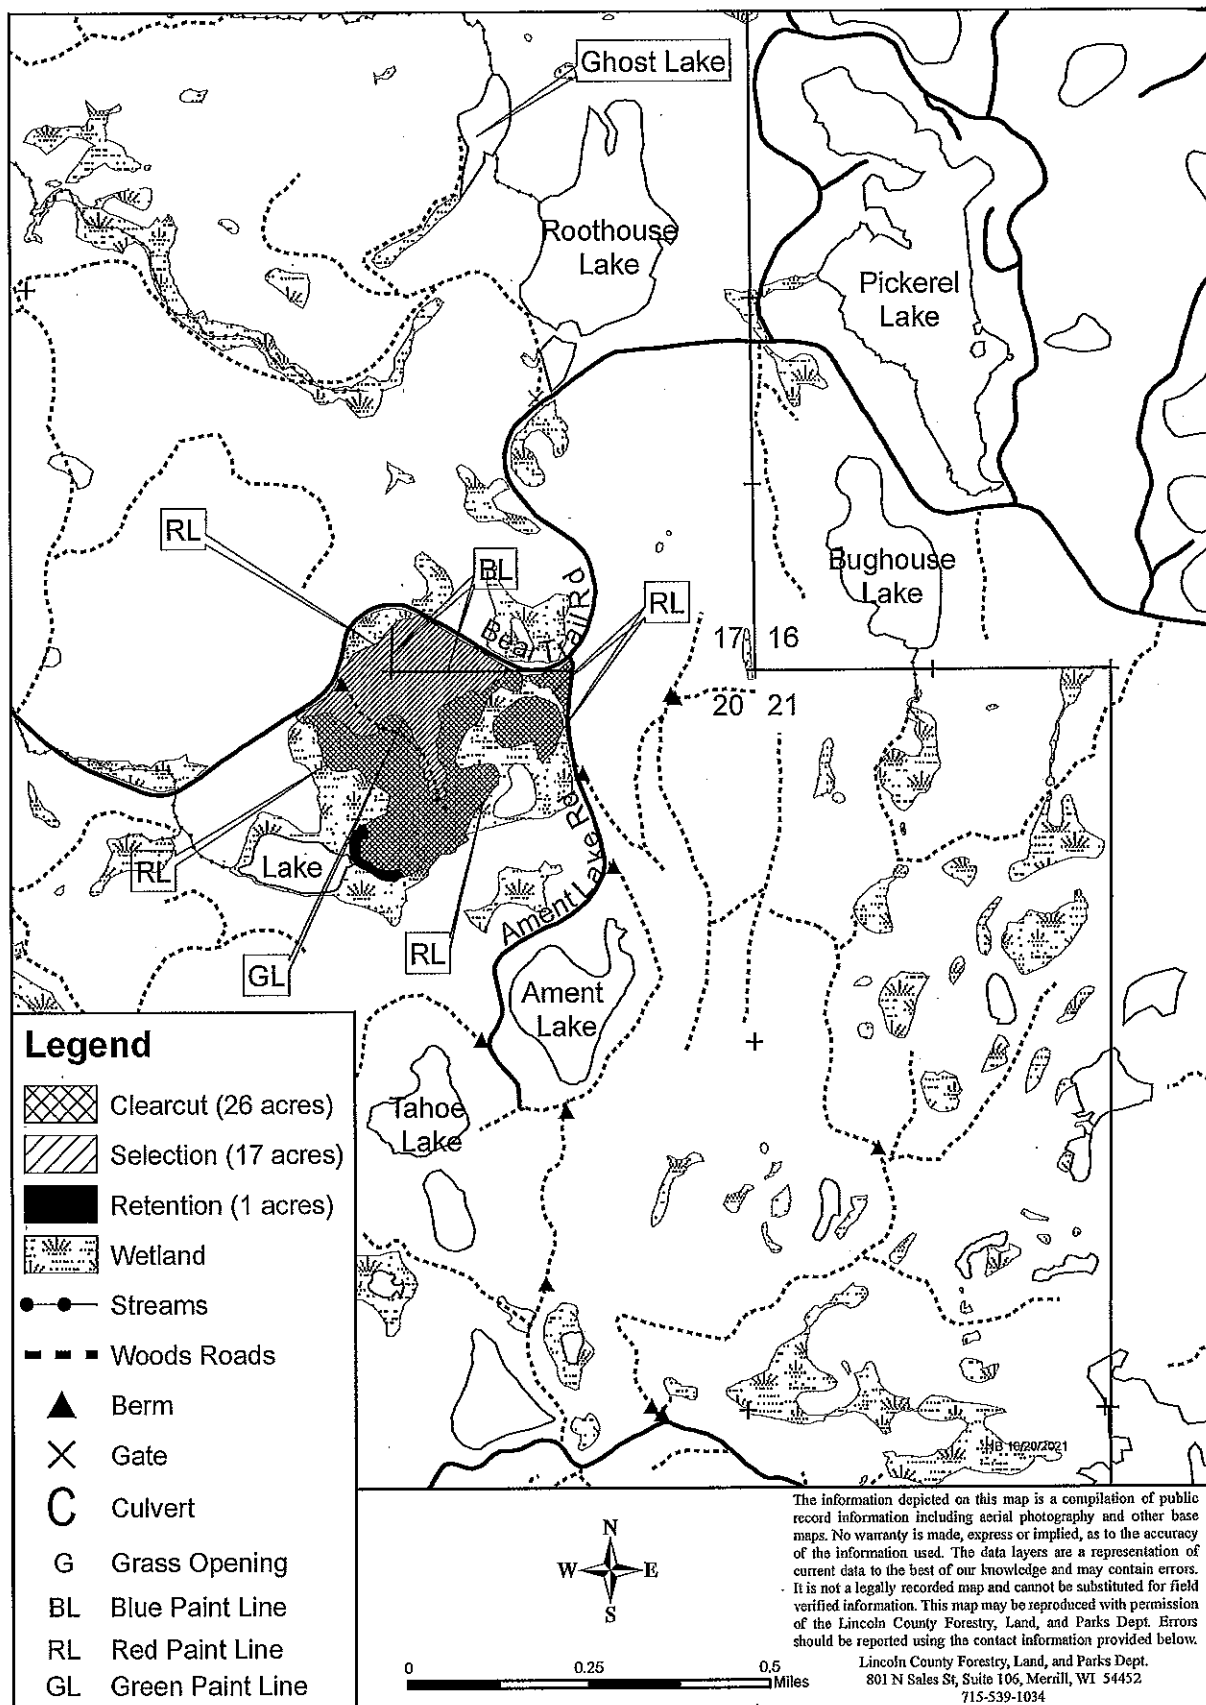 Ghost Lake
Roothouse
Lake
Pickerel
Lake
RL
BL
Bear Trail Rd
RL
Bughouse
Lake
17 16
20 21
RL
Lake
Ament Lake Rd
RL
GL
Ament
Lake
Tahoe
Lake
Legend
Clearcut (26 acres)
Selection (17 acres)
Retention (1 acres)
Wetland
Streams
Woods Roads
Berm
Gate
C Culvert
G Grass Opening
BL Blue Paint Line
RL Red Paint Line
GL Green Paint Line
HB 10/20/2021
N
W E
S
0 0.25 0.5
Miles
The information depicted on this map is a compilation of public
record information including aerial photography and other base
maps. No warranty is made, express or implied, as to the accuracy
of the information used. The data layers are a representation of
current data to the best of our knowledge and may contain errors.
It is not a legally recorded map and cannot be substituted for field
verified information. This map may be reproduced with permission
of the Lincoln County Forestry, Land, and Parks Dept. Errors
should be reported using the contact information provided below.
Lincoln County Forestry, Land, and Parks Dept.
801 N Sales St, Suite 106, Merrill, WI 54452
715-539-1034